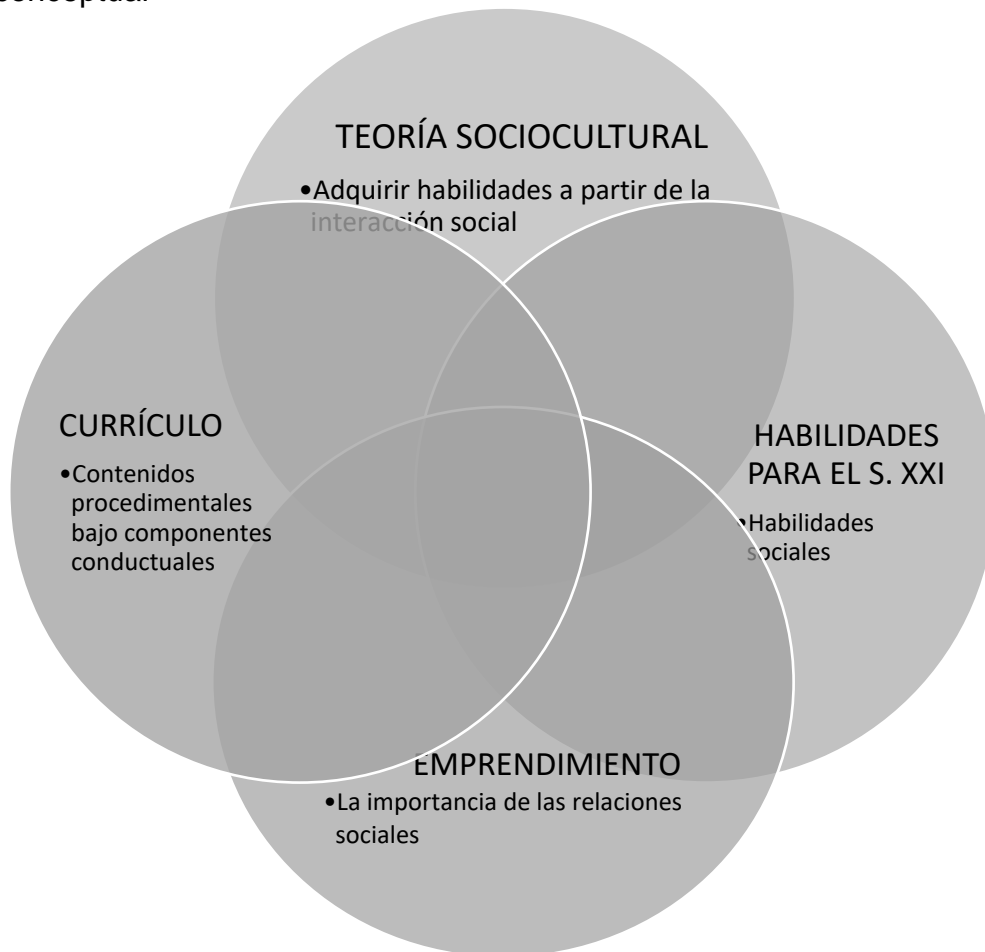 conceptual
TEORÍA SOCIOCULTURAL
•Adquirir habilidades a partir de la
interacción social
CURRÍCULO
•Contenidos
procedimentales
bajo componentes
conductuales
HABILIDADES
PARA EL S. XXI
•Habilidades
sociales
EMPRENDIMIENTO
•La importancia de las relaciones
sociales